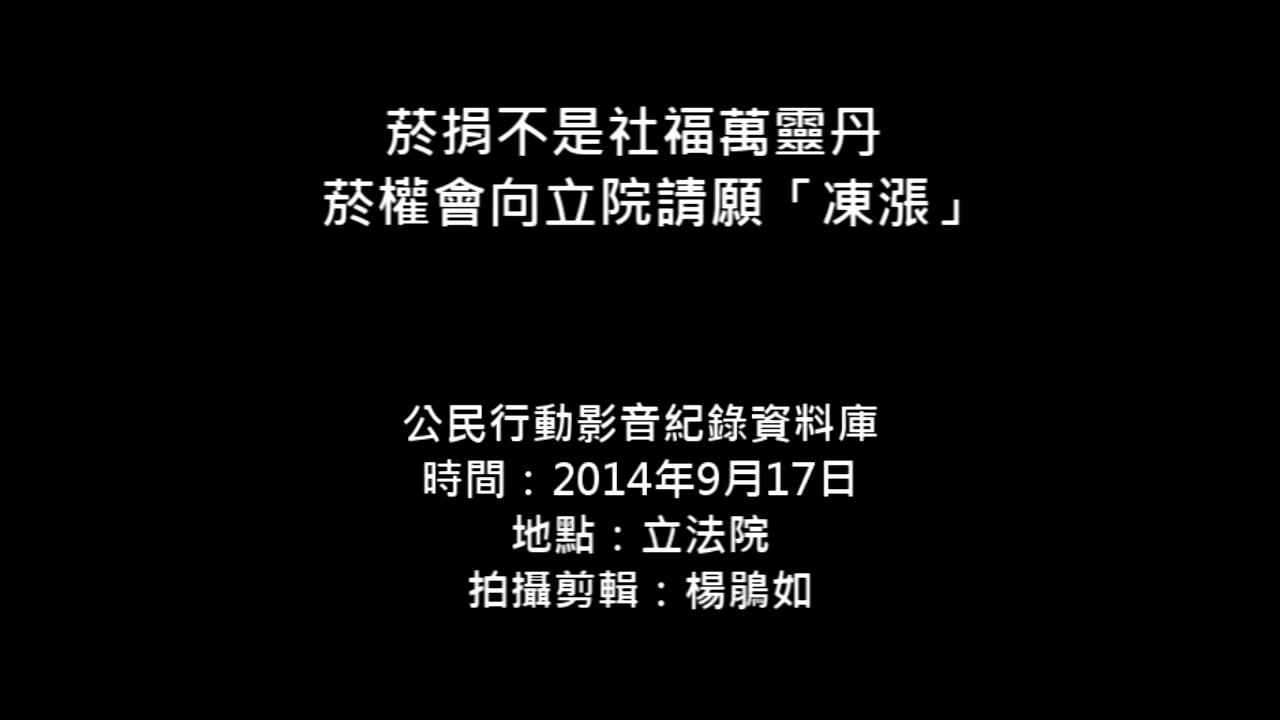 菸捐不是社福萬靈丹
菸權會向立院請願「凍漲」
公民行動影音紀錄資料庫
時間：2014年9月17日
地點：立法院
拍攝剪輯：楊鵑如